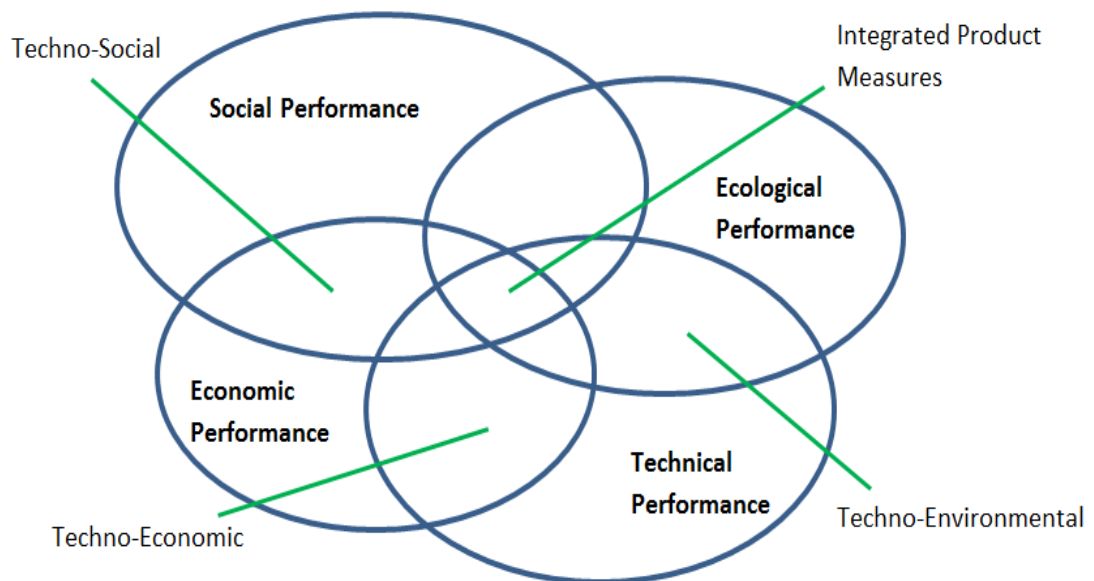 Techno-Social
Integrated Product
Measures
Social Performance
Ecological
Performance
Economic
Performance
Technical
Performance
Techno-Economic
Techno-Environmental